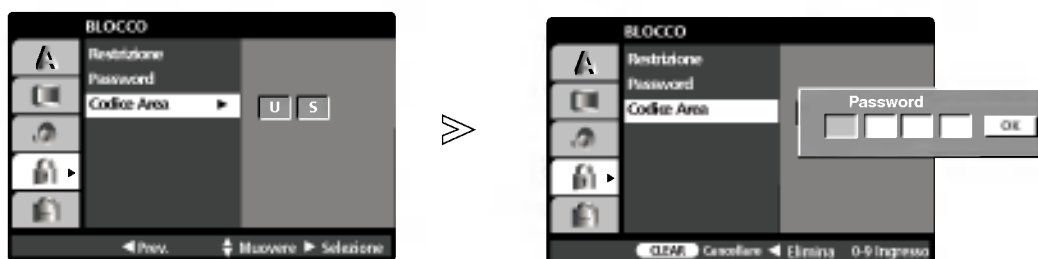 BLOCCO
Restrizione
Password
Codice Area
U S
Prev. Muovere Selezione
BLOCCO
Restrizione
Password
Codice Area
Password
OK
CLEAR Cancellare Elimina 0-9 Ingresso